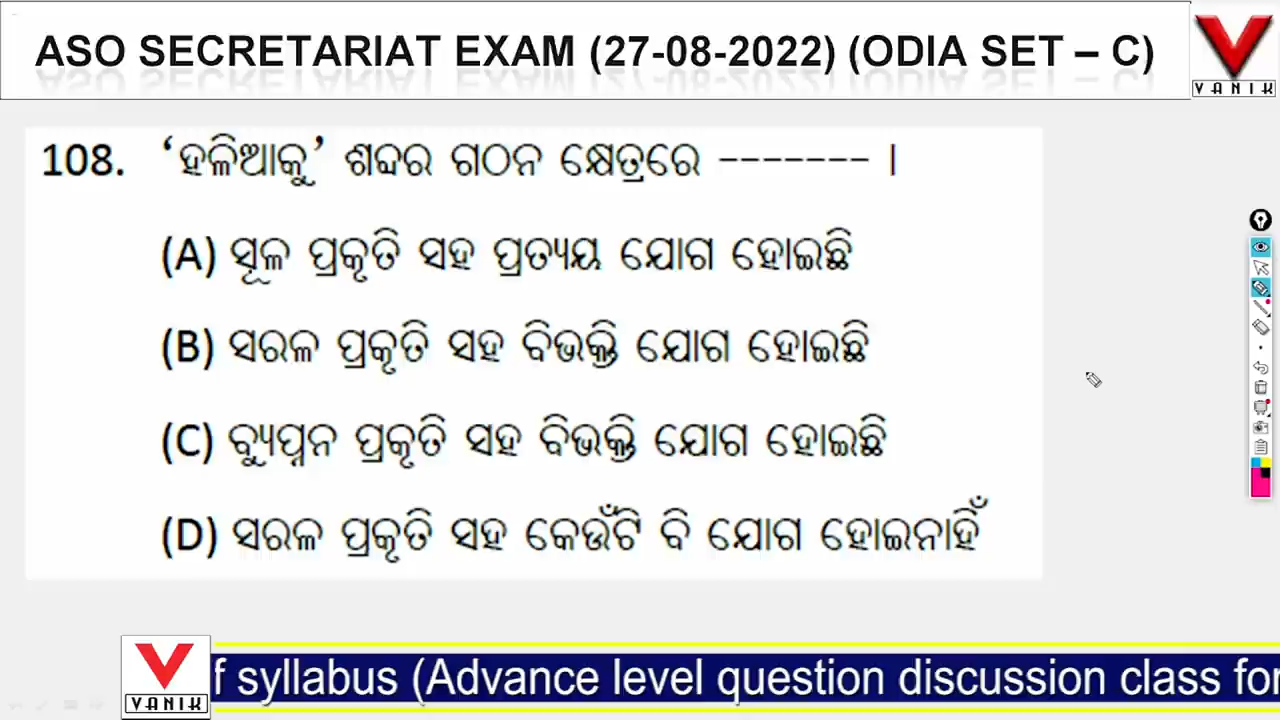 ASO SECRETARIAT EXAM (27-08-2022) (ODIA SET – C)
VANIK
108. ‘ହଳିଆକୁ’ ଶବ୍ଦର ଗଠନ କ୍ଷେତ୍ରରେ ------- ।
(A) ସୂଳ ପ୍ରକୃତି ସହ ପ୍ରତ୍ୟୟ ଯୋଗ ହୋଇଛି
(B) ସରଳ ପ୍ରକୃତି ସହ ବିଭକ୍ତି ଯୋଗ ହୋଇଛି
(C) ବ୍ୟୁପ୍ନନ ପ୍ରକୃତି ସହ ବିଭକ୍ତି ଯୋଗ ହୋଇଛି
(D) ସରଳ ପ୍ରକୃତି ସହ କେଉଁଟି ବି ଯୋଗ ହୋଇନାହିଁ
VANIK
f syllabus (Advance level question discussion class for